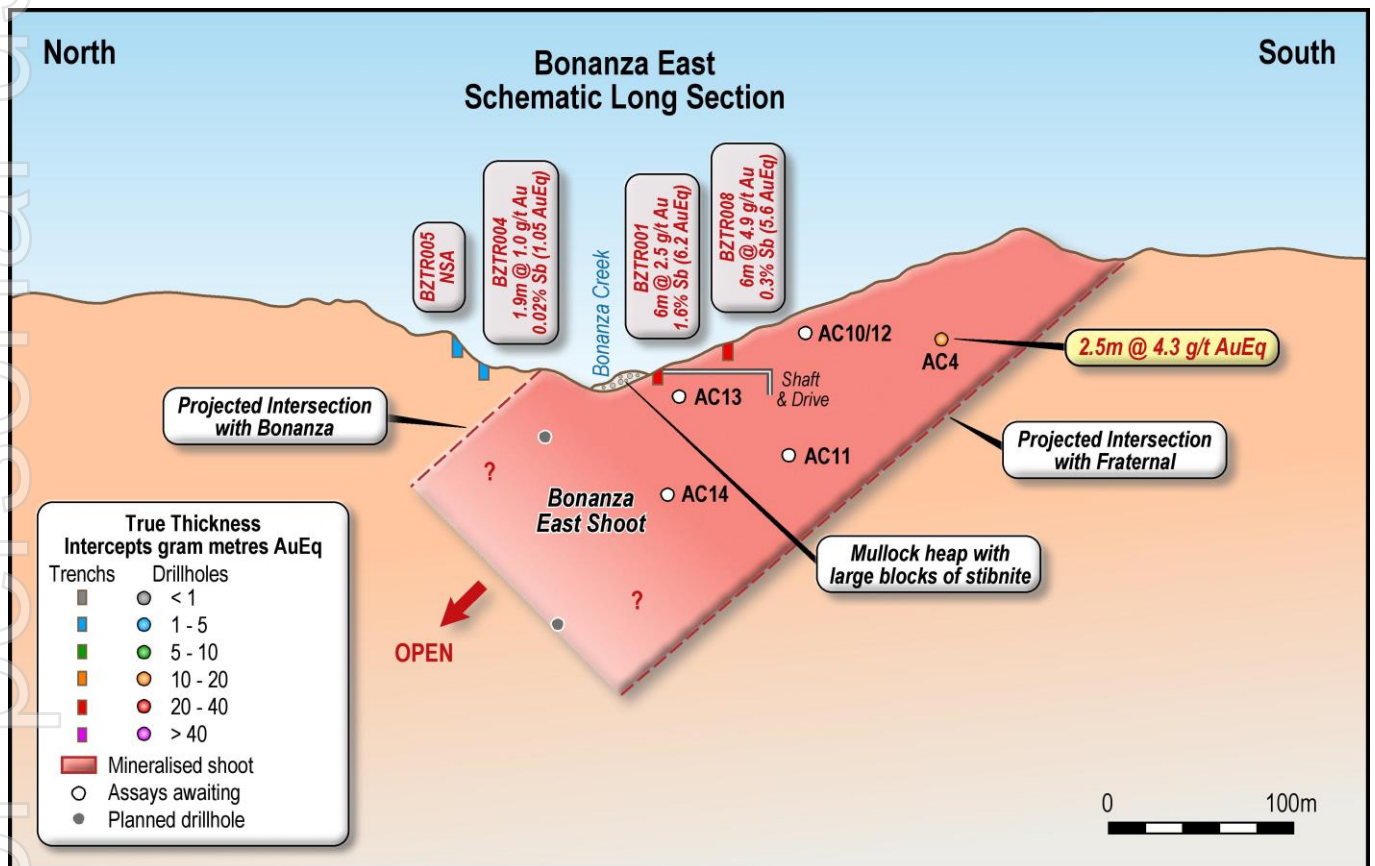 North
Bonanza East
Schematic Long Section
South
BZTR005
NSA
BZTR004
1.9m @ 1.0 g/t Au
0.02% Sb (1.05 AuEq)
Bonanza Creek
BZTR001
6m @ 2.5 g/t Au
1.6% Sb (6.2 AuEq)
BZTR008
6m @ 4.9 g/t Au
0.3% Sb (5.6 AuEq)
AC10/12
AC4
2.5m @ 4.3 g/t AuEq
Shaft
& Drive
AC13
Projected Intersection
with Bonanza
Projected Intersection
with Fraternal
AC11
?
AC14
Bonanza
East Shoot
Mullock heap with
large blocks of stibnite
?
OPEN
True Thickness
Intercepts gram metres AuEq
Trenchs Drillholes
< 1
1 - 5
5 - 10
10 - 20
20 - 40
> 40
Mineralised shoot
Assays awaiting
Planned drillhole
0 100m